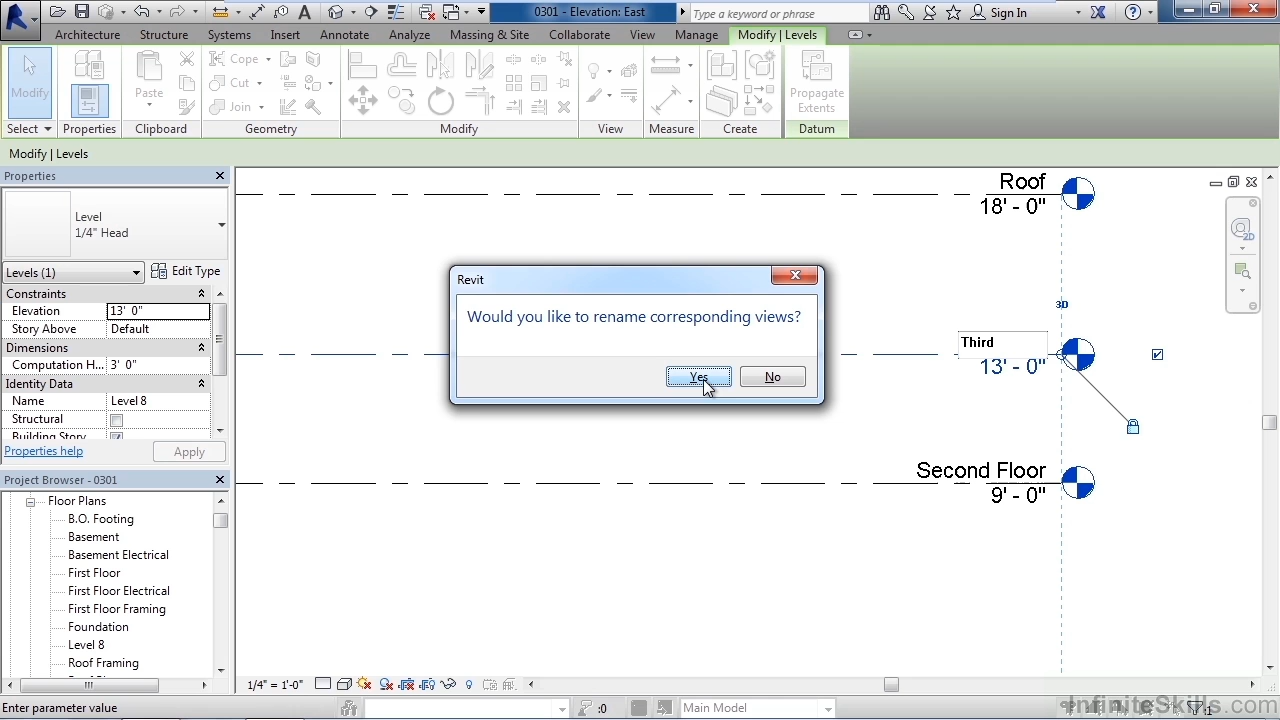 0301 - Elevation: East
Type a keyword or phrase
Sign In
Architecture Structure Systems Insert Annotate Analyze Massing & Site Collaborate View Manage Modify | Levels
Modify
Paste
Cope
Cut
Join
Propagate
Extents
Select Properties Clipboard Geometry Modify View Measure Create Datum
Modify | Levels
Properties
Level
1/4" Head
Levels (1)
Edit Type
Constraints
Elevation 13' 0"
Story Above Default
Dimensions
Computation H... 3' 0"
Identity Data
Name Level 8
Structural
Building Story
Properties help
Apply
Project Browser - 0301
Floor Plans
B.O. Footing
Basement
Basement Electrical
First Floor
First Floor Electrical
First Floor Framing
Foundation
Level 8
Roof Framing
Roof
18' - 0"
3D
Third
13' - 0"
Second Floor
9' - 0"
2D
Revit
Would you like to rename corresponding views?
Yes
No
1/4" = 1'-0"
Enter parameter value
:0
Main Model
:1
InfiniteSkills.com